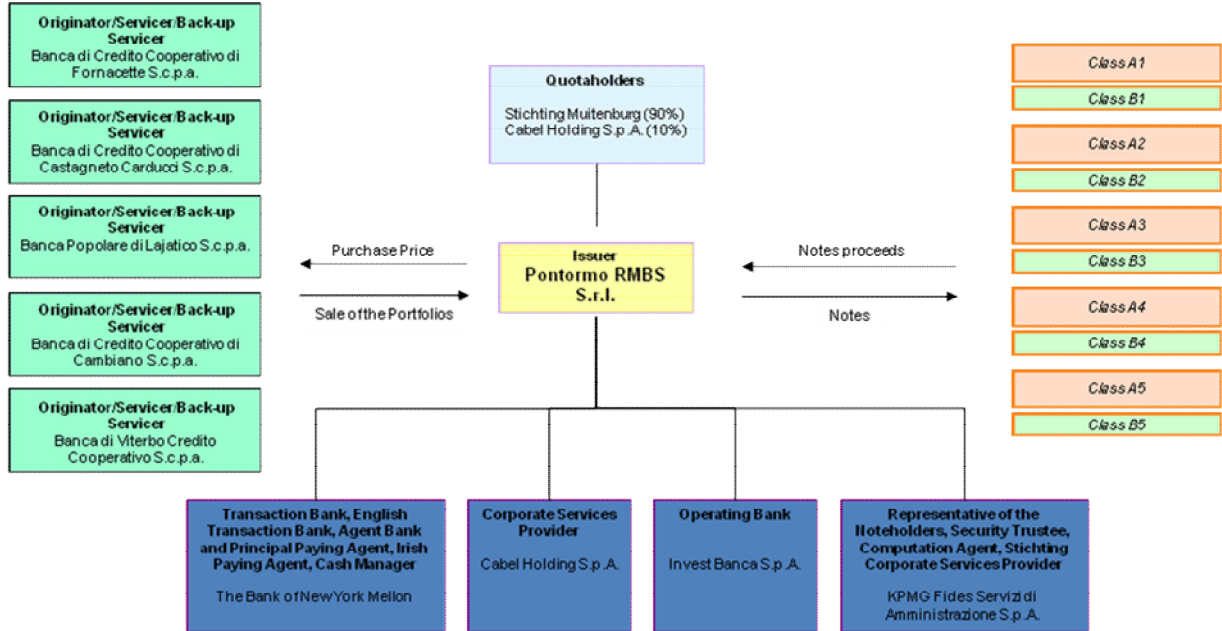 Originator/Servicer/Back-up
Servicer
Banca di Credito Cooperativo di
Fornacette S.c.p.a.
Originator/Servicer/Back-up
Servicer
Banca di Credito Cooperativo di
Castagneto Carducci S.c.p.a.
Originator/Servicer/Back-up
Servicer
Banca Popolare di Lajatico S.c.p.a.
Originator/Servicer/Back-up
Servicer
Banca di Credito Cooperativo di
Cambiano S.c.p.a.
Originator/Servicer/Back-up
Servicer
Banca di Viterbo Credito
Cooperativo S.c.p.a.
Quotaholders
Stichting Muitenburg (90%)
Cabel Holding S.p.A. (10%)
Purchase Price
Sale of the Portfolios
Issuer
Pontormo RMBS
S.r.l.
Notes proceeds
Notes
Class A1
Class B1
Class A2
Class B2
Class A3
Class B3
Class A4
Class B4
Class A5
Class B5
Transaction Bank, English
Transaction Bank, Agent Bank
and Principal Paying Agent, Irish
Paying Agent, Cash Manager
The Bank of New York Mellon
Corporate Services
Provider
Cabel Holding S.p.A.
Operating Bank
Invest Banca S.p.A.
Representative of the
Noteholders, Security Trustee,
Computation Agent, Stichting
Corporate Services Provider
KPMG Fides Servizi di
Amministrazione S.p.A.